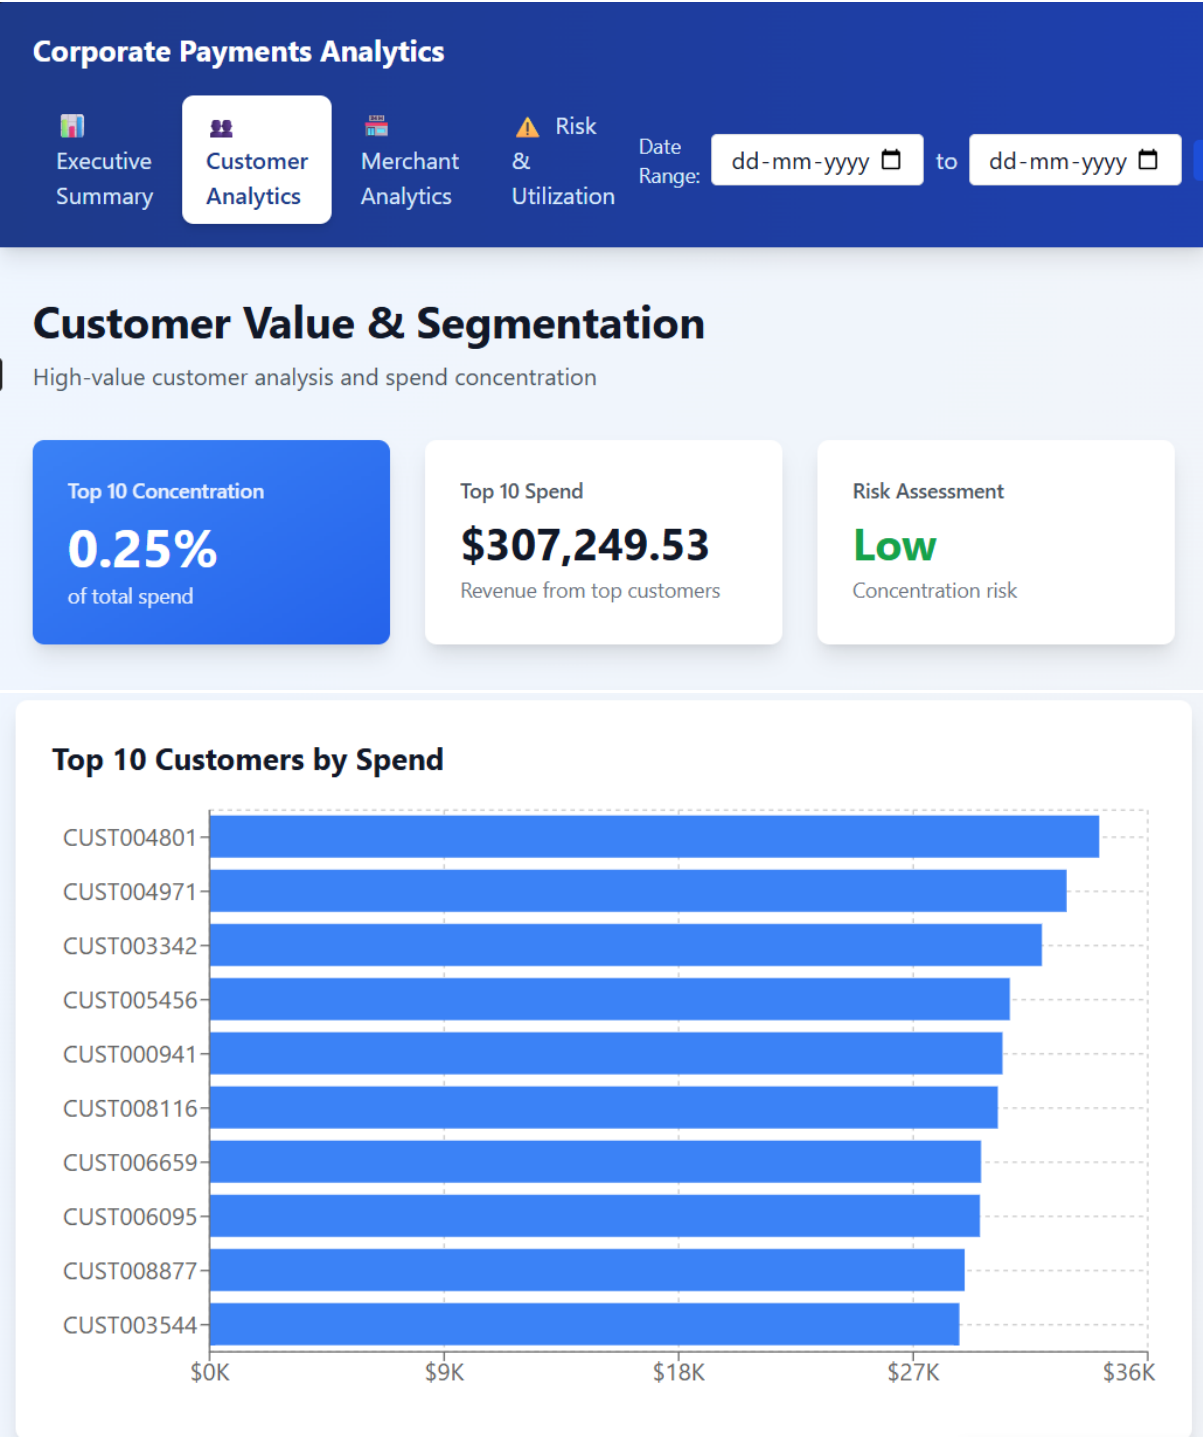 Corporate Payments Analytics
Executive
Summary
Customer
Analytics
Merchant
Analytics
Risk
&
Utilization
Date
Range:
dd-mm-yyyy
to
dd-mm-yyyy
Customer Value & Segmentation
High-value customer analysis and spend concentration
Top 10 Concentration
0.25%
of total spend
Top 10 Spend
$307,249.53
Revenue from top customers
Risk Assessment
Low
Concentration risk
Top 10 Customers by Spend
CUST004801
CUST004971
CUST003342
CUST005456
CUST000941
CUST008116
CUST006659
CUST006095
CUST008877
CUST003544
$0K $9K $18K $27K $36K